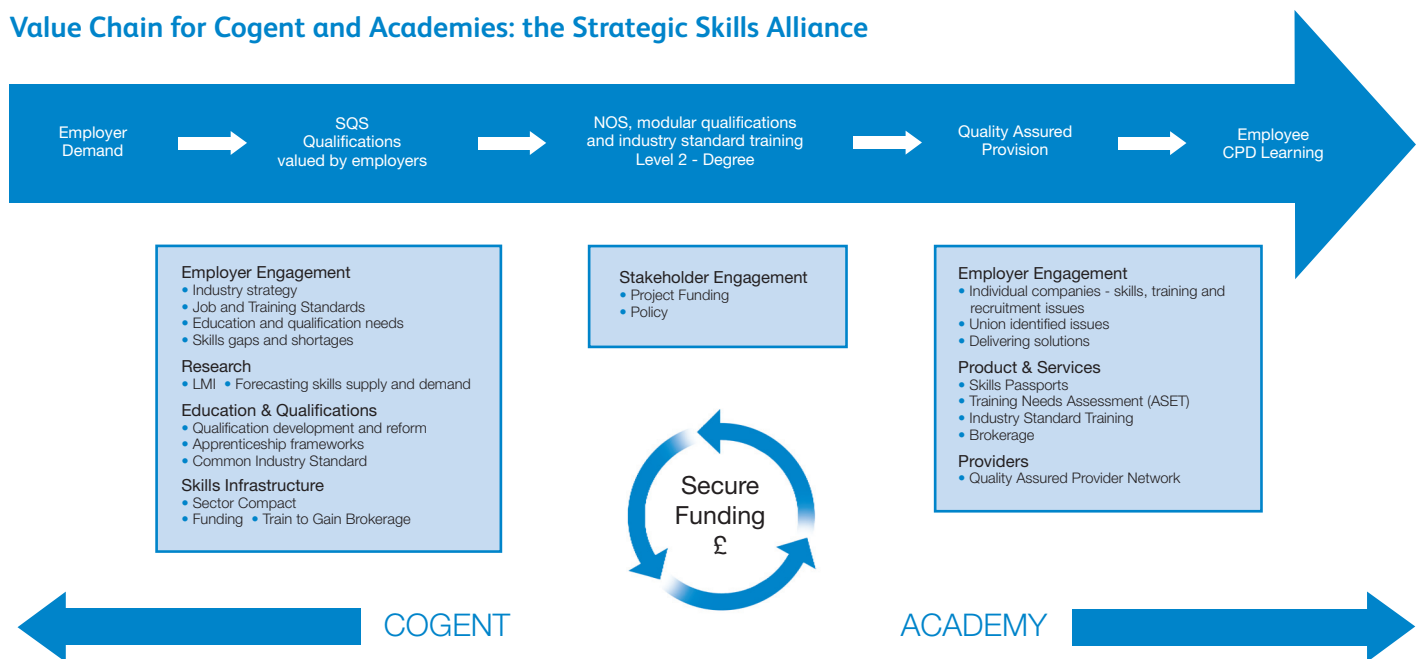 Value Chain for Cogent and Academies: the Strategic Skills Alliance
Employer
Demand
SQS
Qualifications
valued by employers
NOS, modular qualifications
and industry standard training
Level 2 - Degree
Quality Assured
Provision
Employee
CPD Learning
Employer Engagement
• Industry strategy
• Job and Training Standards
• Education and qualification needs
• Skills gaps and shortages
Research
• LMI • Forecasting skills supply and demand
Education & Qualifications
• Qualification development and reform
• Apprenticeship frameworks
• Common Industry Standard
Skills Infrastructure
• Sector Compact
• Funding • Train to Gain Brokerage
Stakeholder Engagement
• Project Funding
• Policy
Employer Engagement
• Individual companies - skills, training and
recruitment issues
• Union identified issues
• Delivering solutions
Product & Services
• Skills Passports
• Training Needs Assessment (ASET)
• Industry Standard Training
• Brokerage
Providers
• Quality Assured Provider Network
Secure
Funding
£
COGENT
ACADEMY